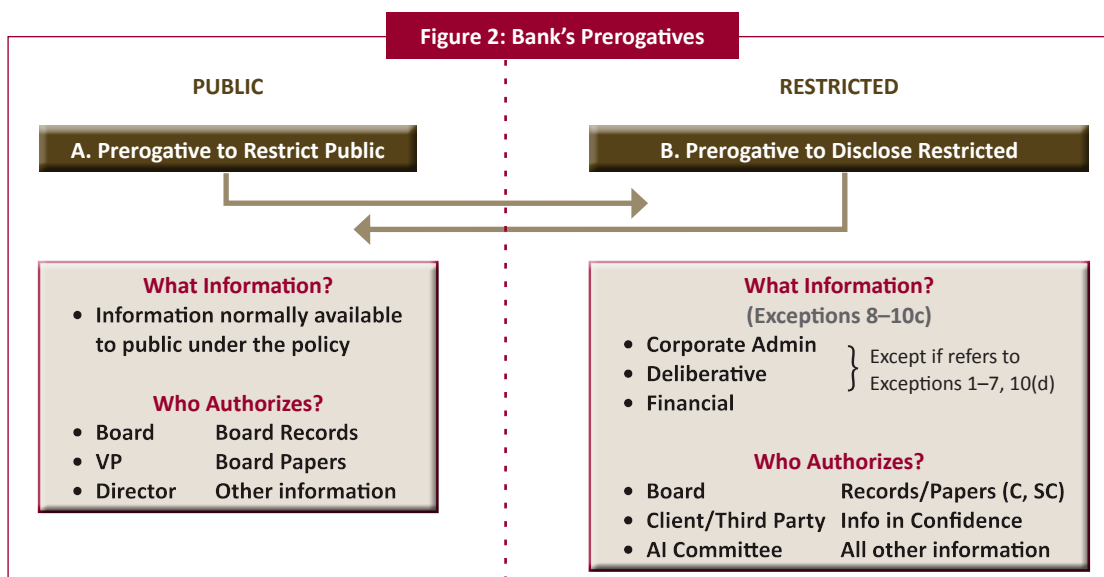 Figure 2: Bank’s Prerogatives
PUBLIC
A. Prerogative to Restrict Public
What Information?
• Information normally available
to public under the policy
Who Authorizes?
• Board Board Records
• VP Board Papers
• Director Other information
RESTRICTED
B. Prerogative to Disclose Restricted
What Information?
(Exceptions 8–10c)
• Corporate Admin
• Deliberative
• Financial
Except if refers to
Exceptions 1–7, 10(d)
Who Authorizes?
• Board Records/Papers (C, SC)
• Client/Third Party Info in Confidence
• AI Committee All other information